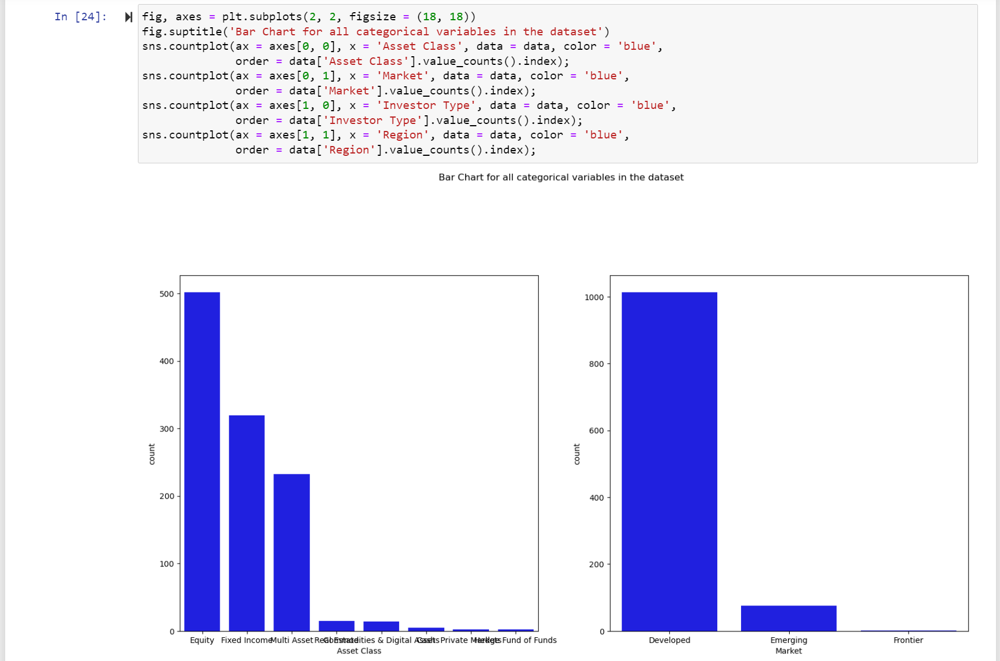 In [24]:
fig, axes = plt.subplots(2, 2, figsize = (18, 18))
fig.suptitle('Bar Chart for all categorical variables in the dataset')
sns.countplot(ax = axes[0, 0], x = 'Asset Class', data = data, color = 'blue',
              order = data['Asset Class'].value_counts().index);
sns.countplot(ax = axes[0, 1], x = 'Market', data = data, color = 'blue',
              order = data['Market'].value_counts().index);
sns.countplot(ax = axes[1, 0], x = 'Investor Type', data = data, color = 'blue',
              order = data['Investor Type'].value_counts().index);
sns.countplot(ax = axes[1, 1], x = 'Region', data = data, color = 'blue',
              order = data['Region'].value_counts().index);
Bar Chart for all categorical variables in the dataset
500
400
300
200
100
0
count
Equity Fixed Income Multi Asset Real Estate Commodities & Digital Assets Cash Private Markets Hedge Fund of Funds
Asset Class
1000
800
600
400
200
0
count
Developed Emerging Frontier
Market